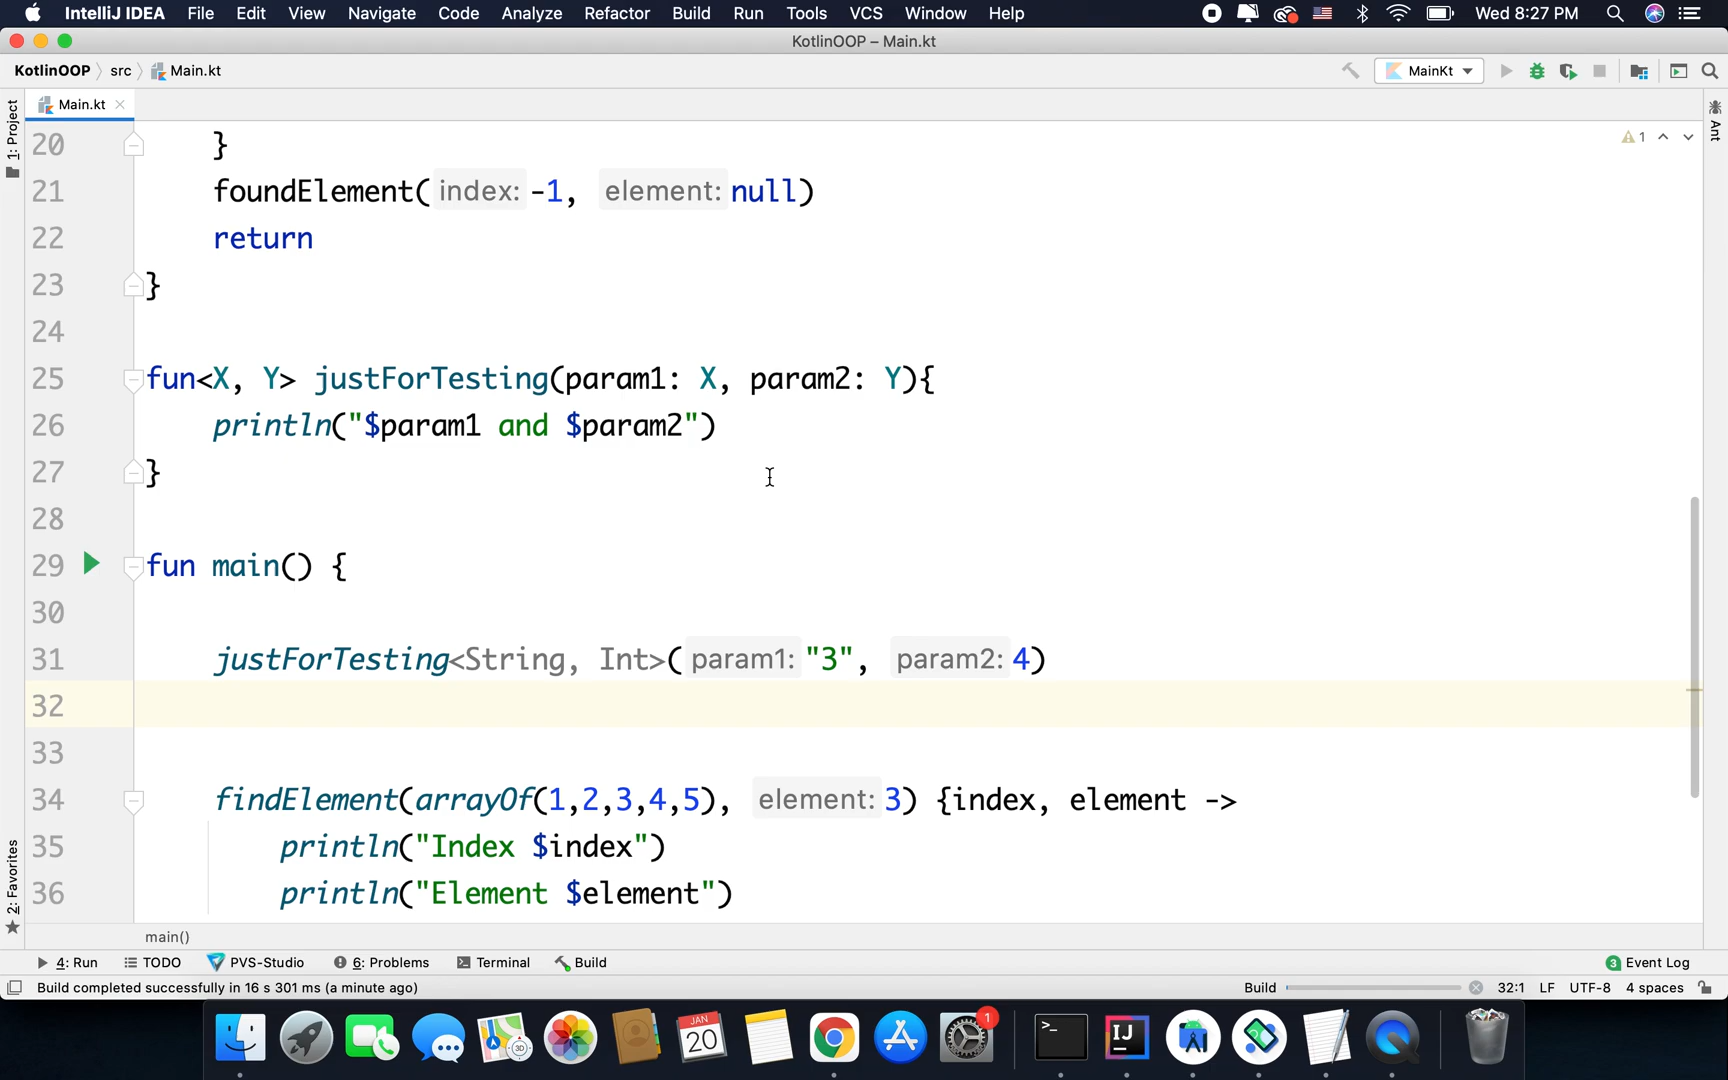 IntelliJ IDEA File Edit View Navigate Code Analyze Refactor Build Run Tools VCS Window Help Wed 8:27 PM
KotlinOOP – Main.kt
KotlinOOP src Main.kt MainKt
Main.kt
1: Project
Ant
1
20 }
21 foundElement( index: -1, element: null)
22 return
23 }
24
25 fun<X, Y> justForTesting(param1: X, param2: Y){
26 println("$param1 and $param2")
27 }
28
29 fun main() {
30
31 justForTesting<String, Int>( param1: "3", param2: 4)
32
33
34 findElement(arrayOf(1,2,3,4,5), element: 3) {index, element ->
35 println("Index $index")
36 println("Element $element")
2: Favorites
main()
4: Run TODO PVS-Studio 6: Problems Terminal Build 3 Event Log
Build completed successfully in 16 s 301 ms (a minute ago) Build 32:1 LF UTF-8 4 spaces
JAN
20
3D
1
>_
IJ